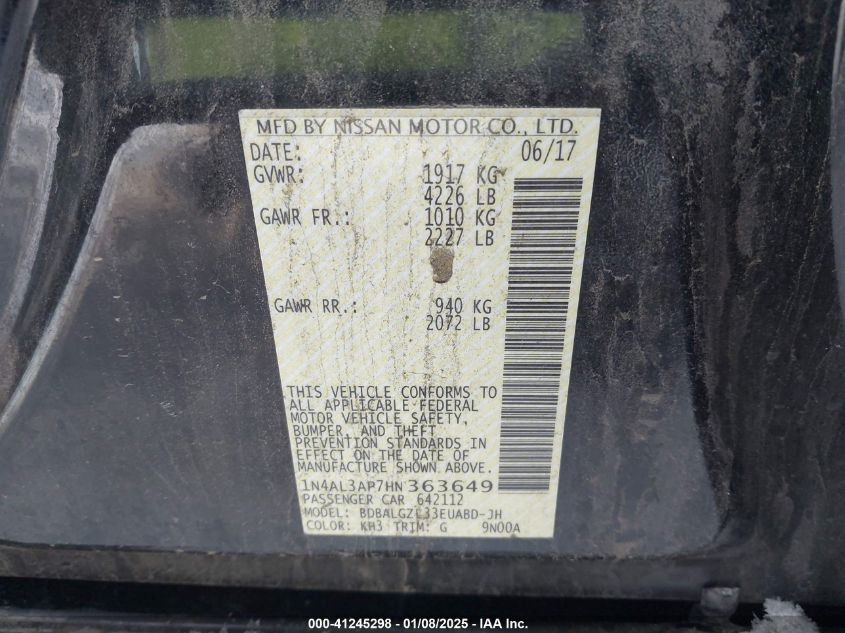 MFD BY NISSAN MOTOR CO., LTD.
DATE: 06/17
GVWR: 1917 KG
4226 LB
GAWR FR.: 1010 KG
2227 LB
GAWR RR.: 940 KG
2072 LB
THIS VEHICLE CONFORMS TO
ALL APPLICABLE FEDERAL
MOTOR VEHICLE SAFETY,
BUMPER, AND THEFT
PREVENTION STANDARDS IN
EFFECT ON THE DATE OF
MANUFACTURE SHOWN ABOVE.
1N4AL3AP7HN363649
PASSENGER CAR 642112
MODEL: BDBALGZL33EUABD-JH
COLOR: KH3 TRIM: G 9N00A
000-41245298 - 01/08/2025 - IAA Inc.